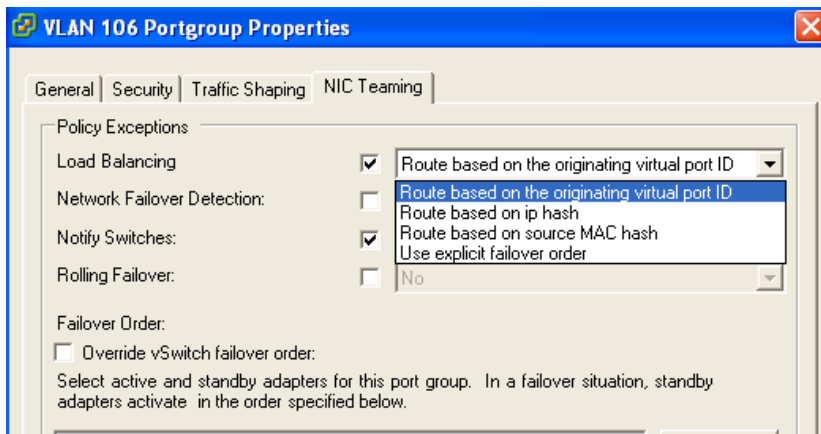 VLAN 106 Portgroup Properties
General Security Traffic Shaping NIC Teaming
Policy Exceptions
Load Balancing Route based on the originating virtual port ID
Route based on the originating virtual port ID
Network Failover Detection:
Route based on ip hash
Notify Switches:
Route based on source MAC hash
Use explicit failover order
Rolling Failover: No
Failover Order:
Override vSwitch failover order:
Select active and standby adapters for this port group. In a failover situation, standby
adapters activate in the order specified below.